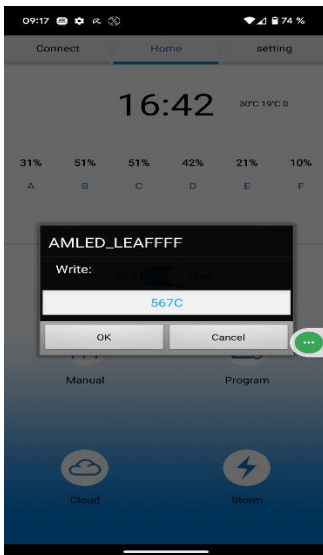 09:17 74 %
Connect Home setting
16:42 30℃ 19℃ 0
31% 51% 51% 42% 21% 10%
A B C D E F
AMLED_LEAFFFF
Write:
567C
OK Cancel
Manual Program
Cloud Storm